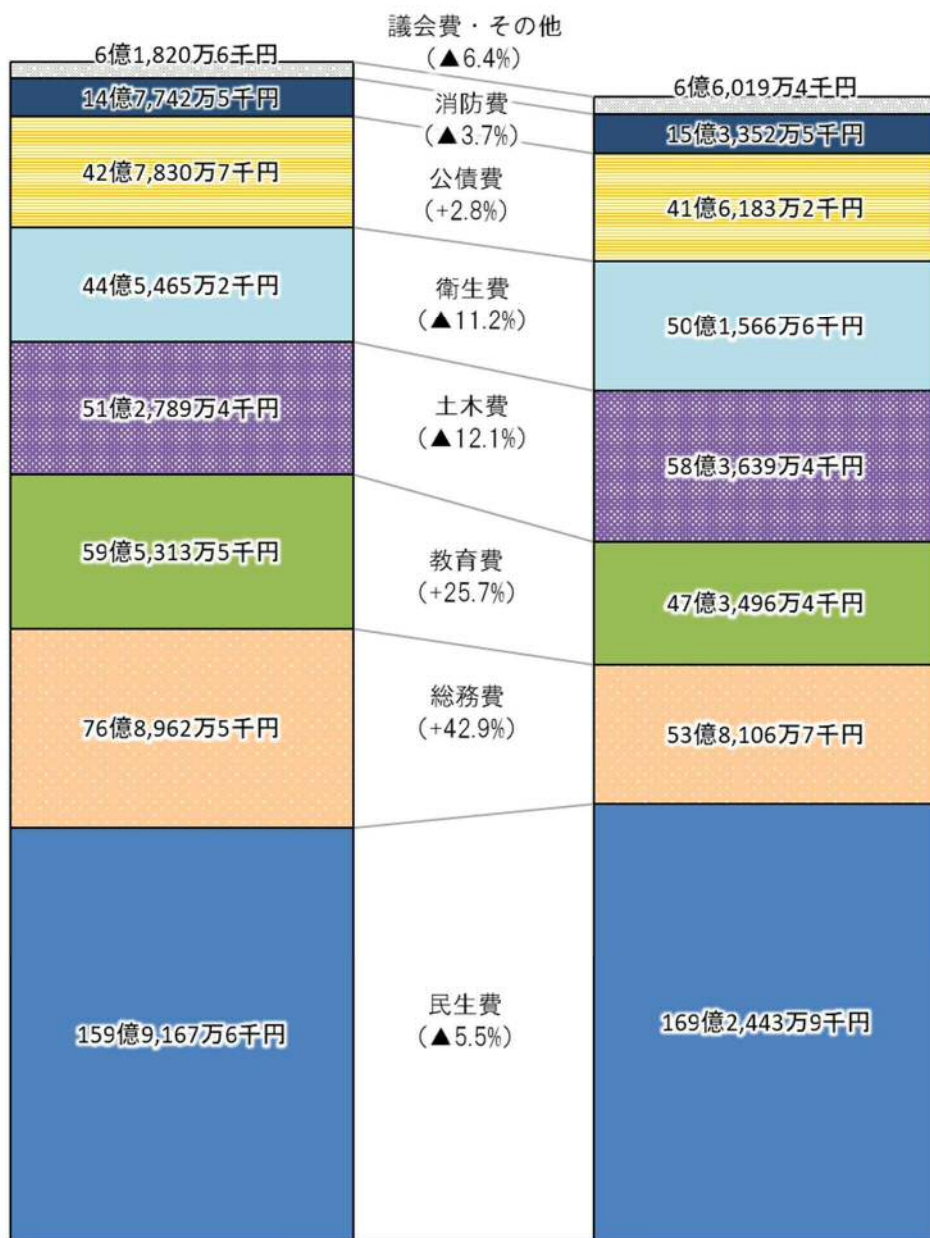 議会費・その他
(▲6.4%)
6億1,820万6千円
6億6,019万4千円
14億7,742万5千円
消防費
(▲3.7%)
15億3,352万5千円
42億7,830万7千円
公債費
(+2.8%)
41億6,183万2千円
44億5,465万2千円
衛生費
(▲11.2%)
50億1,566万6千円
51億2,789万4千円
土木費
(▲12.1%)
58億3,639万4千円
59億5,313万5千円
教育費
(+25.7%)
47億3,496万4千円
76億8,962万5千円
総務費
(+42.9%)
53億8,106万7千円
159億9,167万6千円
民生費
(▲5.5%)
169億2,443万9千円